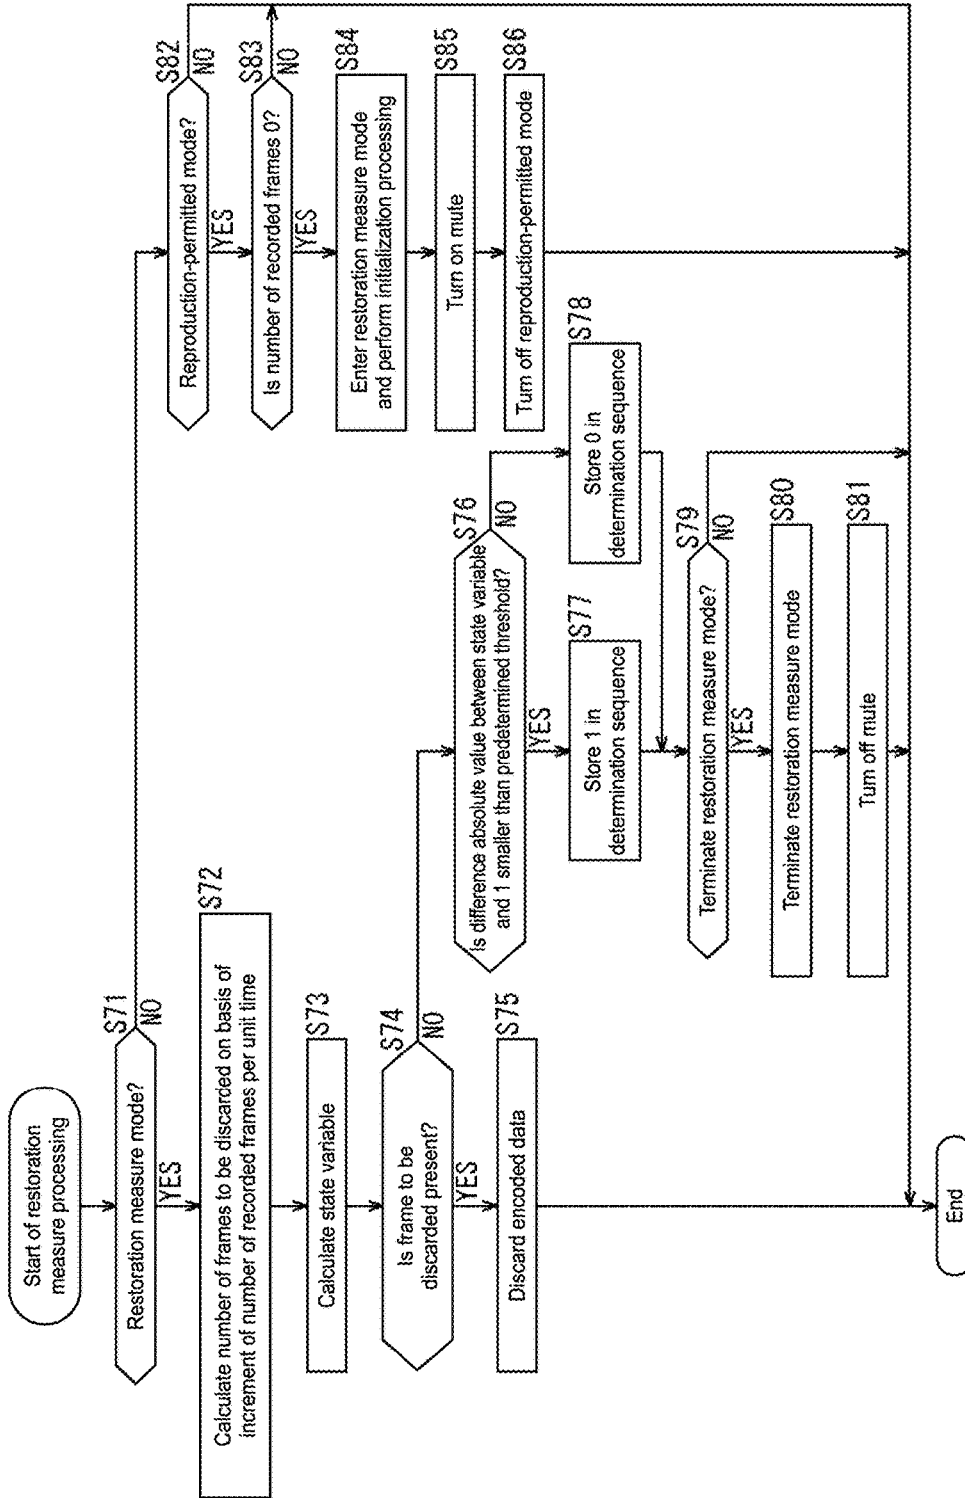 Start of restoration
measure processing
S71
Restoration measure mode?
NO
YES
S72
Calculate number of frames to be discarded on basis of
increment of number of recorded frames per unit time
S73
Calculate state variable
S74
Is frame to be
discarded present?
NO
YES
S75
Discard encoded data
S76
Is difference absolute value between state variable
and 1 smaller than predetermined threshold?
NO
YES
S77
Store 1 in
determination sequence
S78
Store 0 in
determination sequence
S79
Terminate restoration measure mode?
NO
YES
S80
Terminate restoration measure mode
S81
Turn off mute
S82
Reproduction-permitted mode?
NO
YES
S83
Is number of recorded frames 0?
NO
YES
S84
Enter restoration measure mode
and perform initialization processing
S85
Turn on mute
S86
Turn off reproduction-permitted mode
End